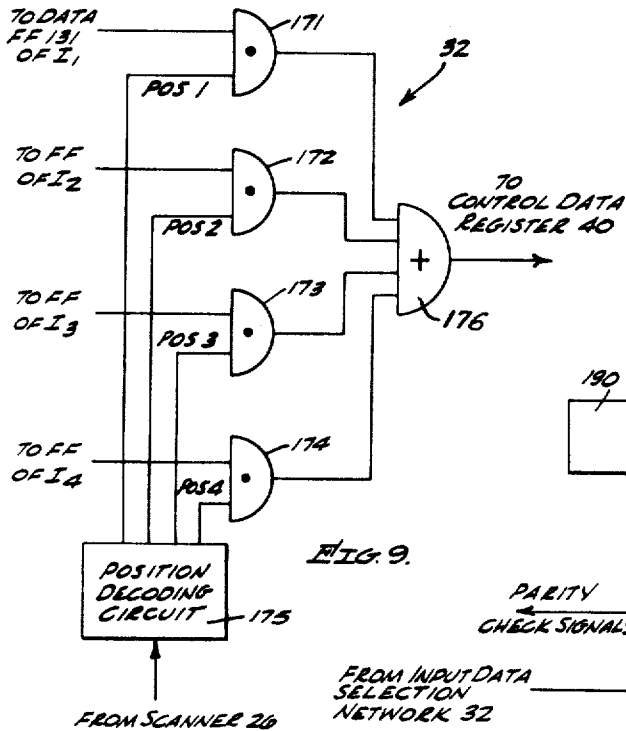 TO DATA
FF 131
OF I1
171
32
POS 1
TO FF
OF I2
172
POS 2
TO
CONTROL DATA
REGISTER 40
+
176
TO FF
OF I3
173
POS 3
190
TO FF
OF I4
174
POS 4
FIG. 9.
POSITION
DECODING
CIRCUIT
175
PARITY
CHECK SIGNALS
FROM INPUT DATA
SELECTION
NETWORK 32
FROM SCANNER 26